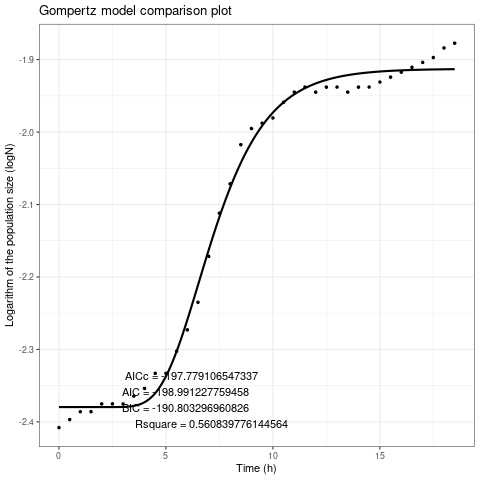 Gompertz model comparison plot
Logarithm of the population size (logN)
-1.9
-2.0
-2.1
-2.2
-2.3
-2.4
AICc = -197.779106547337
AIC = -198.991227759458
BIC = -190.803296960826
Rsquare = 0.560839776144564
0
5
10
15
Time (h)